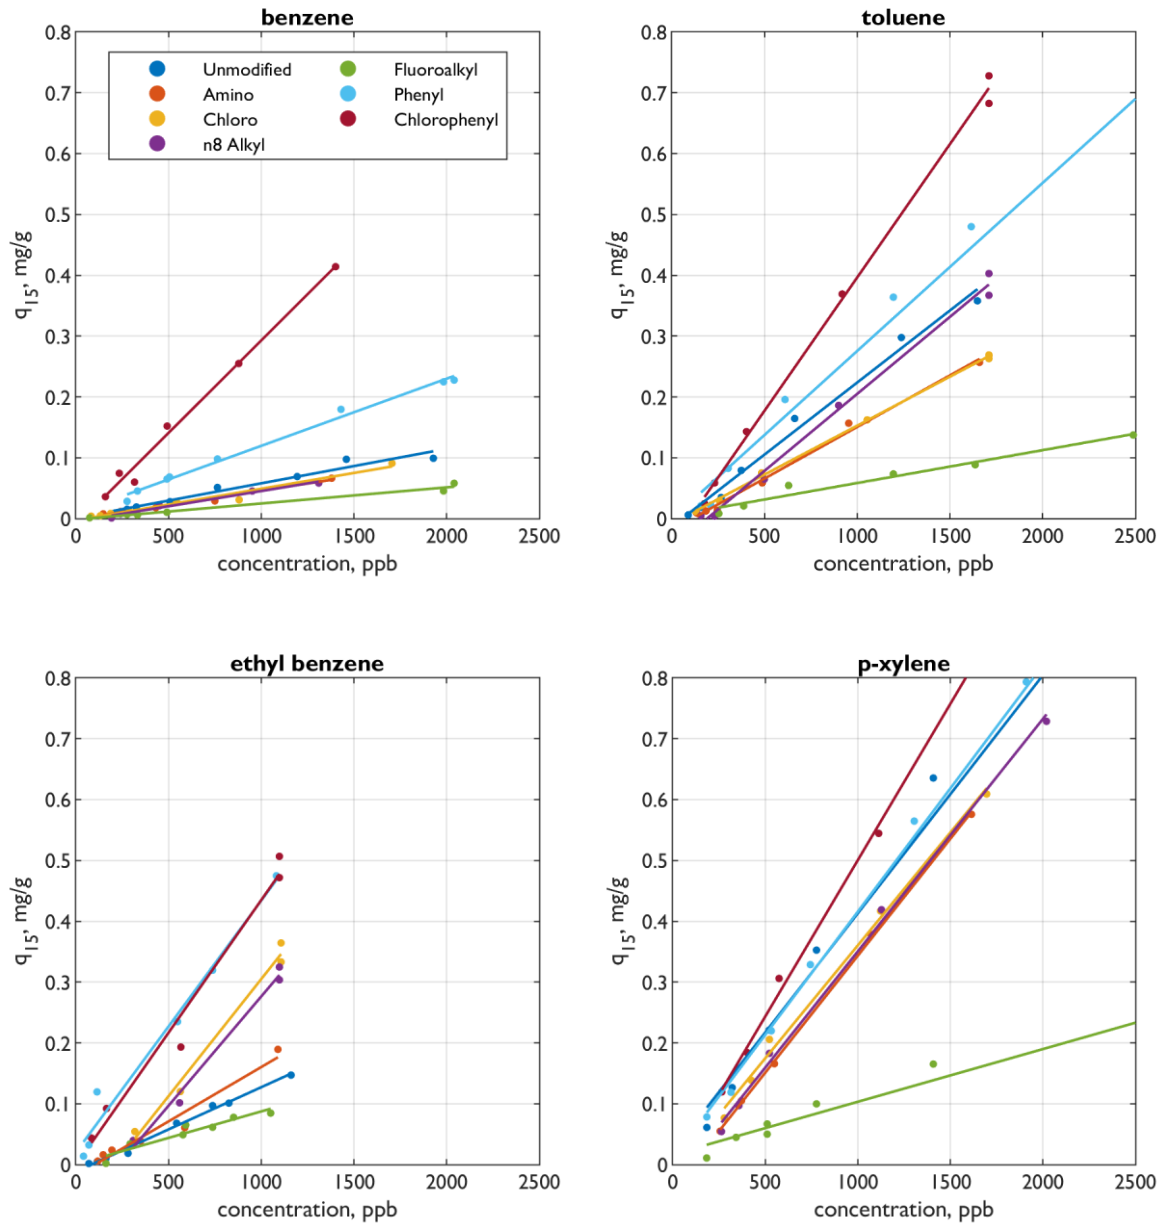 benzene
0.8
0.7
0.6
0.5
0.4
0.3
0.2
0.1
0
q15, mg/g
Unmodified
Amino
Chloro
n8 Alkyl
Fluoroalkyl
Phenyl
Chlorophenyl
0 500 1000 1500 2000 2500
concentration, ppb
toluene
0.8
0.7
0.6
0.5
0.4
0.3
0.2
0.1
0
q15, mg/g
0 500 1000 1500 2000 2500
concentration, ppb
ethyl benzene
0.8
0.7
0.6
0.5
0.4
0.3
0.2
0.1
0
q15, mg/g
0 500 1000 1500 2000 2500
concentration, ppb
p-xylene
0.8
0.7
0.6
0.5
0.4
0.3
0.2
0.1
0
q15, mg/g
0 500 1000 1500 2000 2500
concentration, ppb